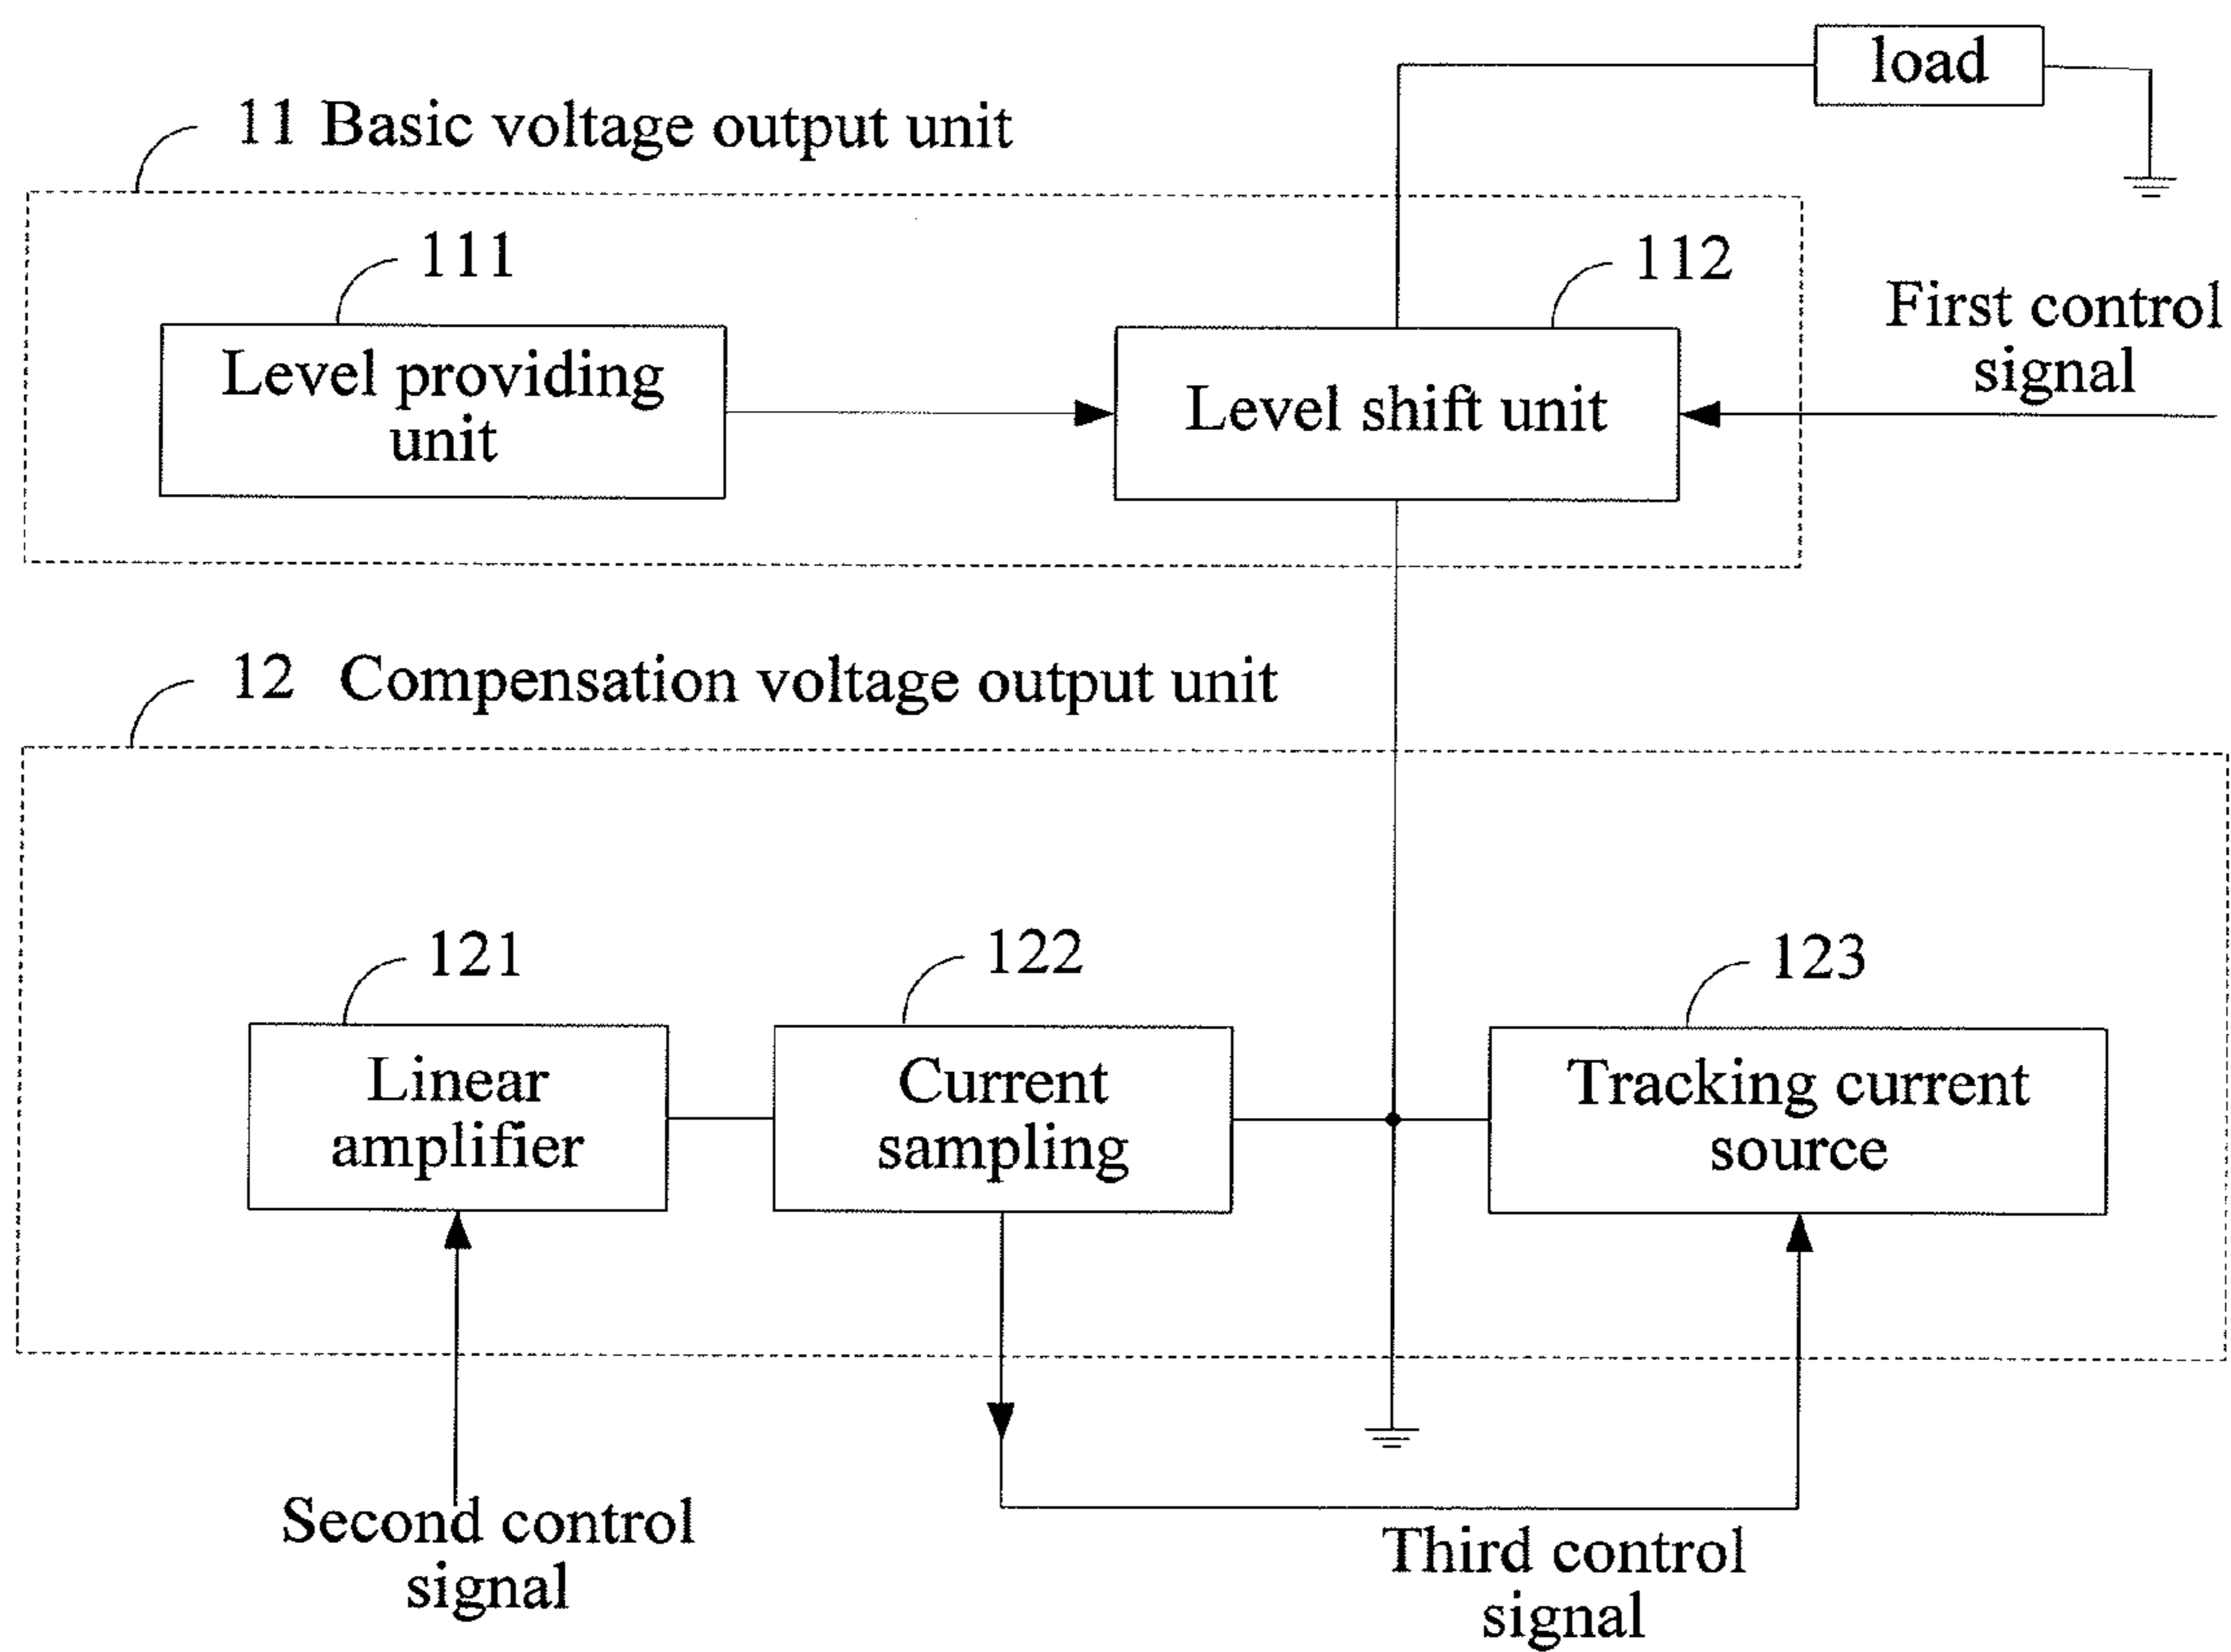 load
11 Basic voltage output unit
111
112
First control
signal
Level providing
unit
Level shift unit
12 Compensation voltage output unit
121
122
123
Linear
amplifier
Current
sampling
Tracking current
source
Second control
signal
Third control
signal